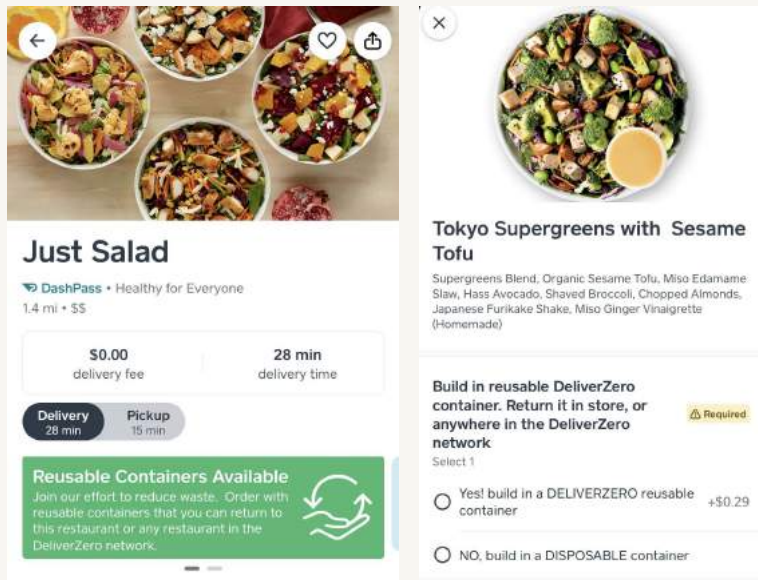 Just Salad
DashPass • Healthy for Everyone
1.4 mi • $$
$0.00
delivery fee
28 min
delivery time
Delivery
28 min
Pickup
15 min
Reusable Containers Available
Join our effort to reduce waste. Order with
reusable containers that you can return to
this restaurant or any restaurant in the
DeliverZero network.
Tokyo Supergreens with Sesame
Tofu
Supergreens Blend, Organic Sesame Tofu, Miso Edamame
Slaw, Hass Avocado, Shaved Broccoli, Chopped Almonds,
Japanese Furikake Shake, Miso Ginger Vinaigrette
(Homemade)
Build in reusable DeliverZero
container. Return it in store, or
anywhere in the DeliverZero
network
Required
Select 1
Yes! build in a DELIVERZERO reusable
container
+$0.29
NO, build in a DISPOSABLE container